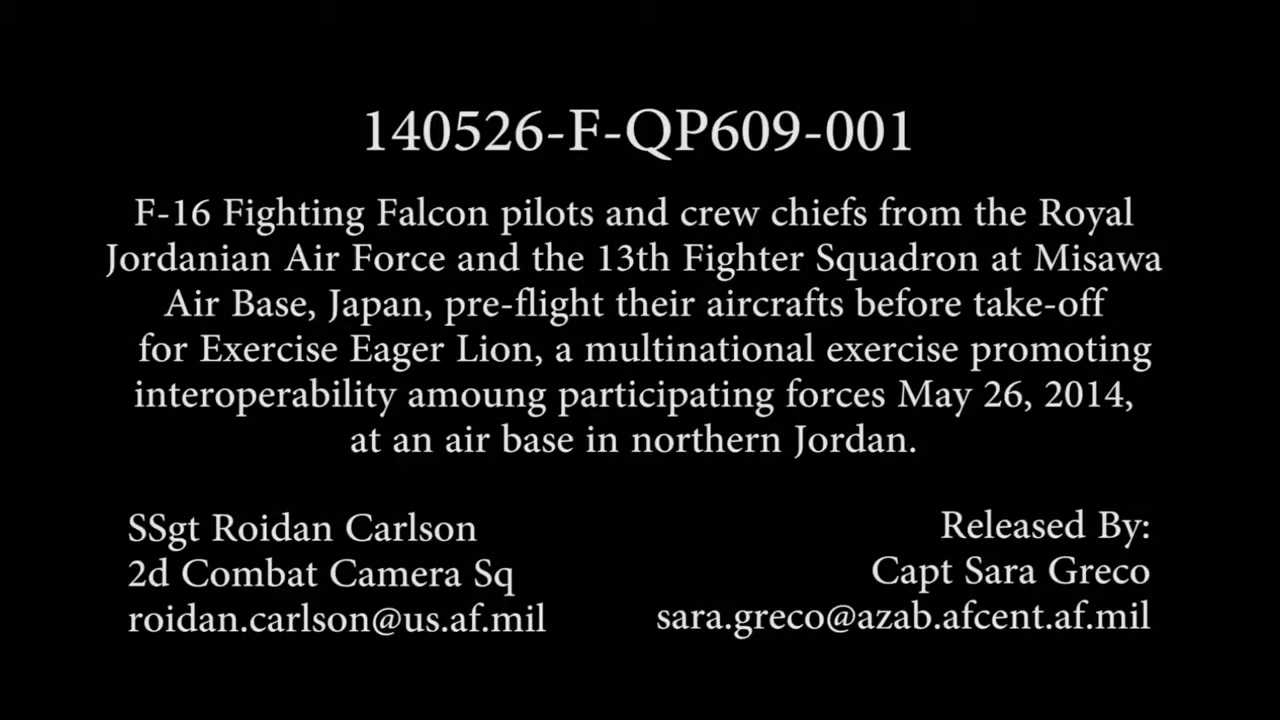 140526-F-QP609-001
F-16 Fighting Falcon pilots and crew chiefs from the Royal
Jordanian Air Force and the 13th Fighter Squadron at Misawa
Air Base, Japan, pre-flight their aircrafts before take-off
for Exercise Eager Lion, a multinational exercise promoting
interoperability amoung participating forces May 26, 2014,
at an air base in northern Jordan.
SSgt Roidan Carlson
2d Combat Camera Sq
roidan.carlson@us.af.mil
Released By:
Capt Sara Greco
sara.greco@azab.afcent.af.mil